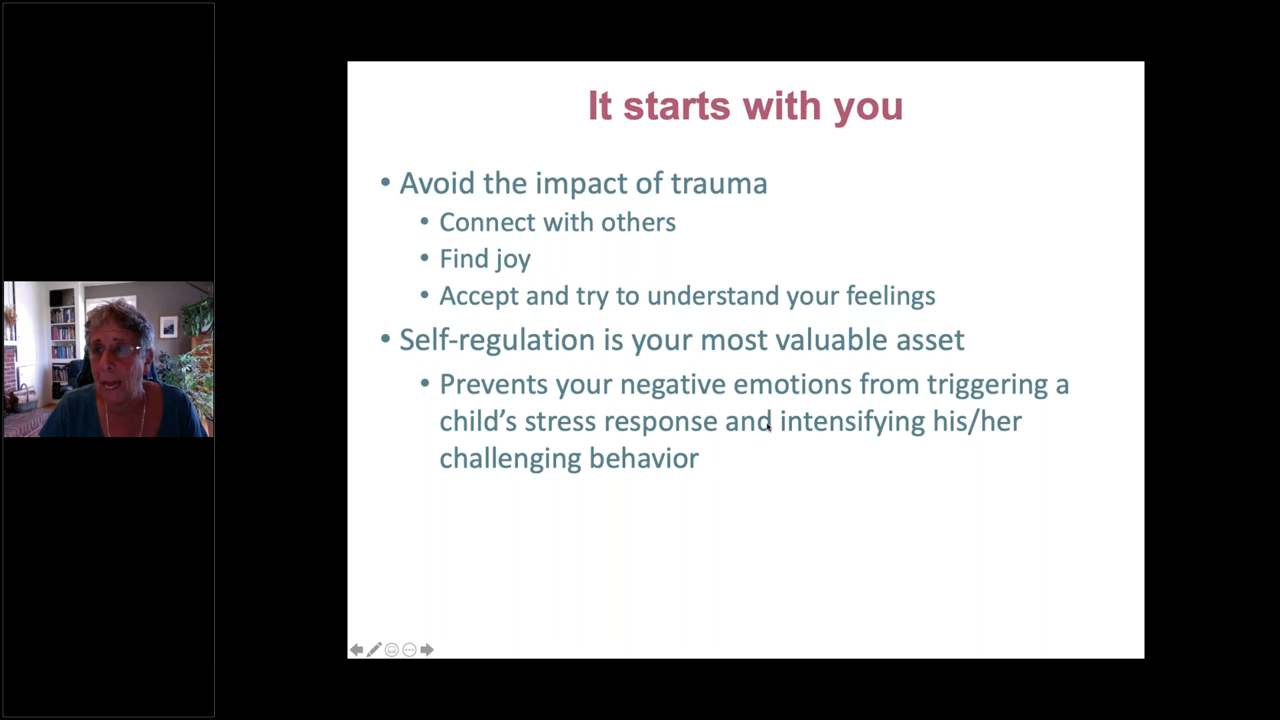 It starts with you
• Avoid the impact of trauma
• Connect with others
• Find joy
• Accept and try to understand your feelings
• Self-regulation is your most valuable asset
• Prevents your negative emotions from triggering a
child’s stress response and intensifying his/her
challenging behavior